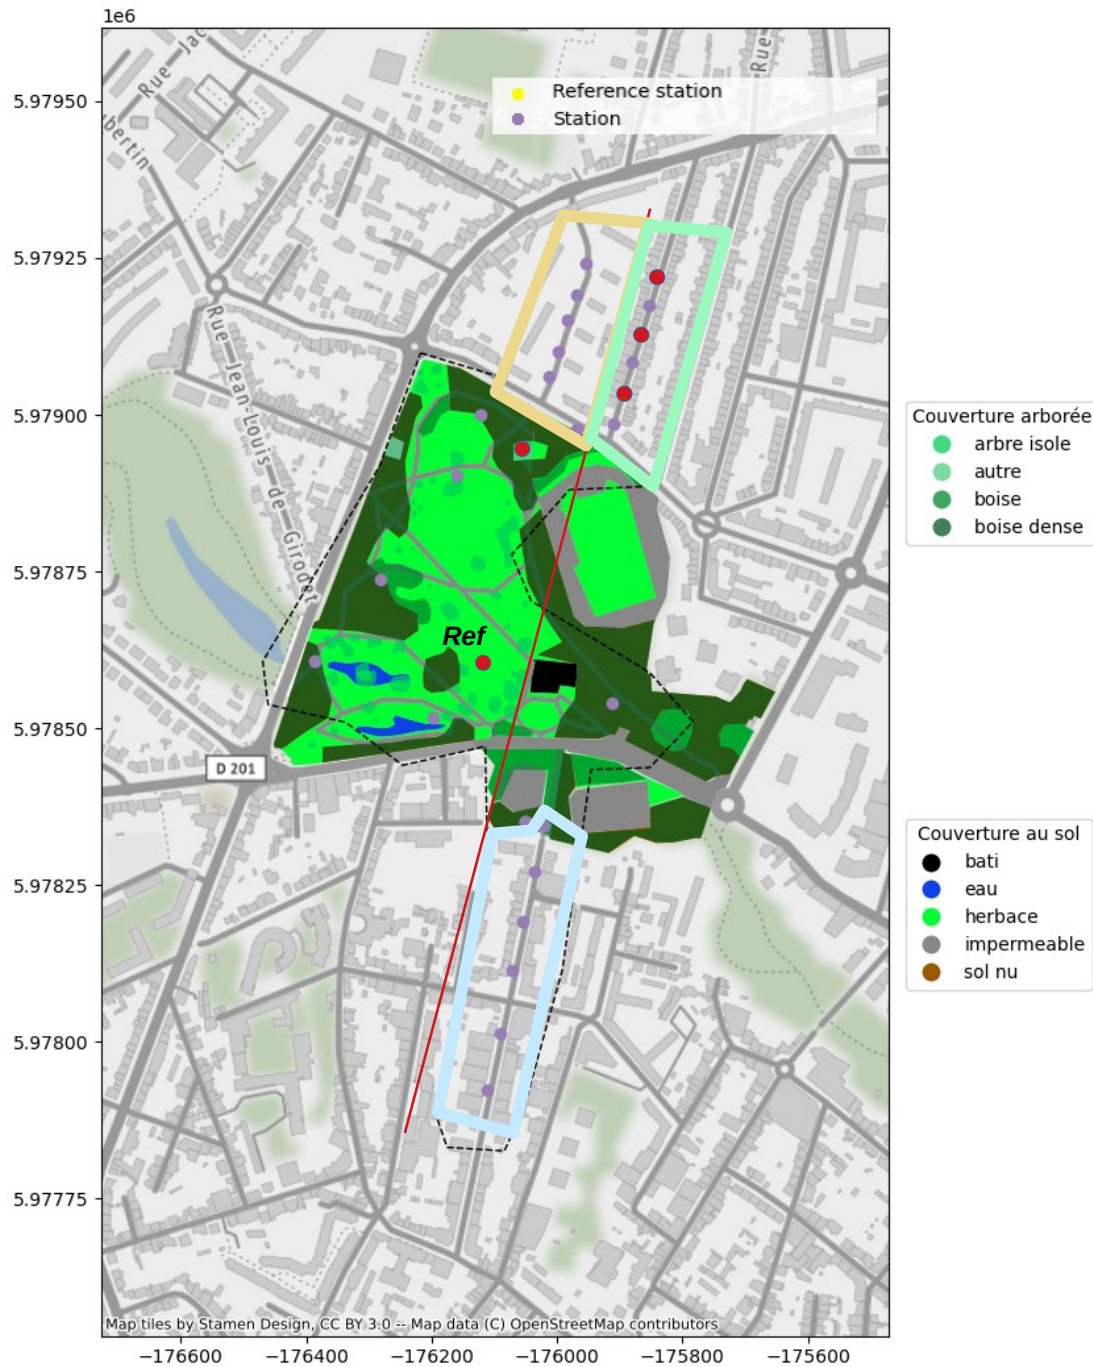 1e6
5.97950
5.97925
5.97900
5.97875
5.97850
5.97825
5.97800
5.97775
−176600
−176400
−176200
−176000
−175800
−175600
Reference station
Station
Rue Jac
bertin
Rue
Rue Jean-Louis de Girodet
Ref
D 201
Couverture arborée
arbre isole
autre
boise
boise dense
Couverture au sol
bati
eau
herbace
impermeable
sol nu
Map tiles by Stamen Design, CC BY 3.0 -- Map data (C) OpenStreetMap contributors